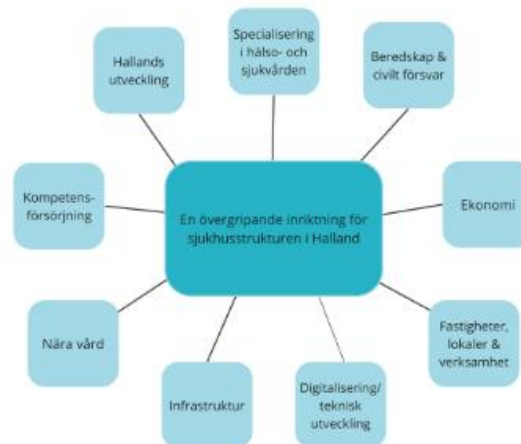 Specialisering
i hälso- och
sjukvården
Hallands
utveckling
Beredskap &
civilt försvar
Kompetens-
försörjning
En övergripande inriktning för
sjukhusstrukturen i Halland
Ekonomi
Nära vård
Fastigheter,
lokaler &
verksamhet
Infrastruktur
Digitalisering/
teknisk
utveckling